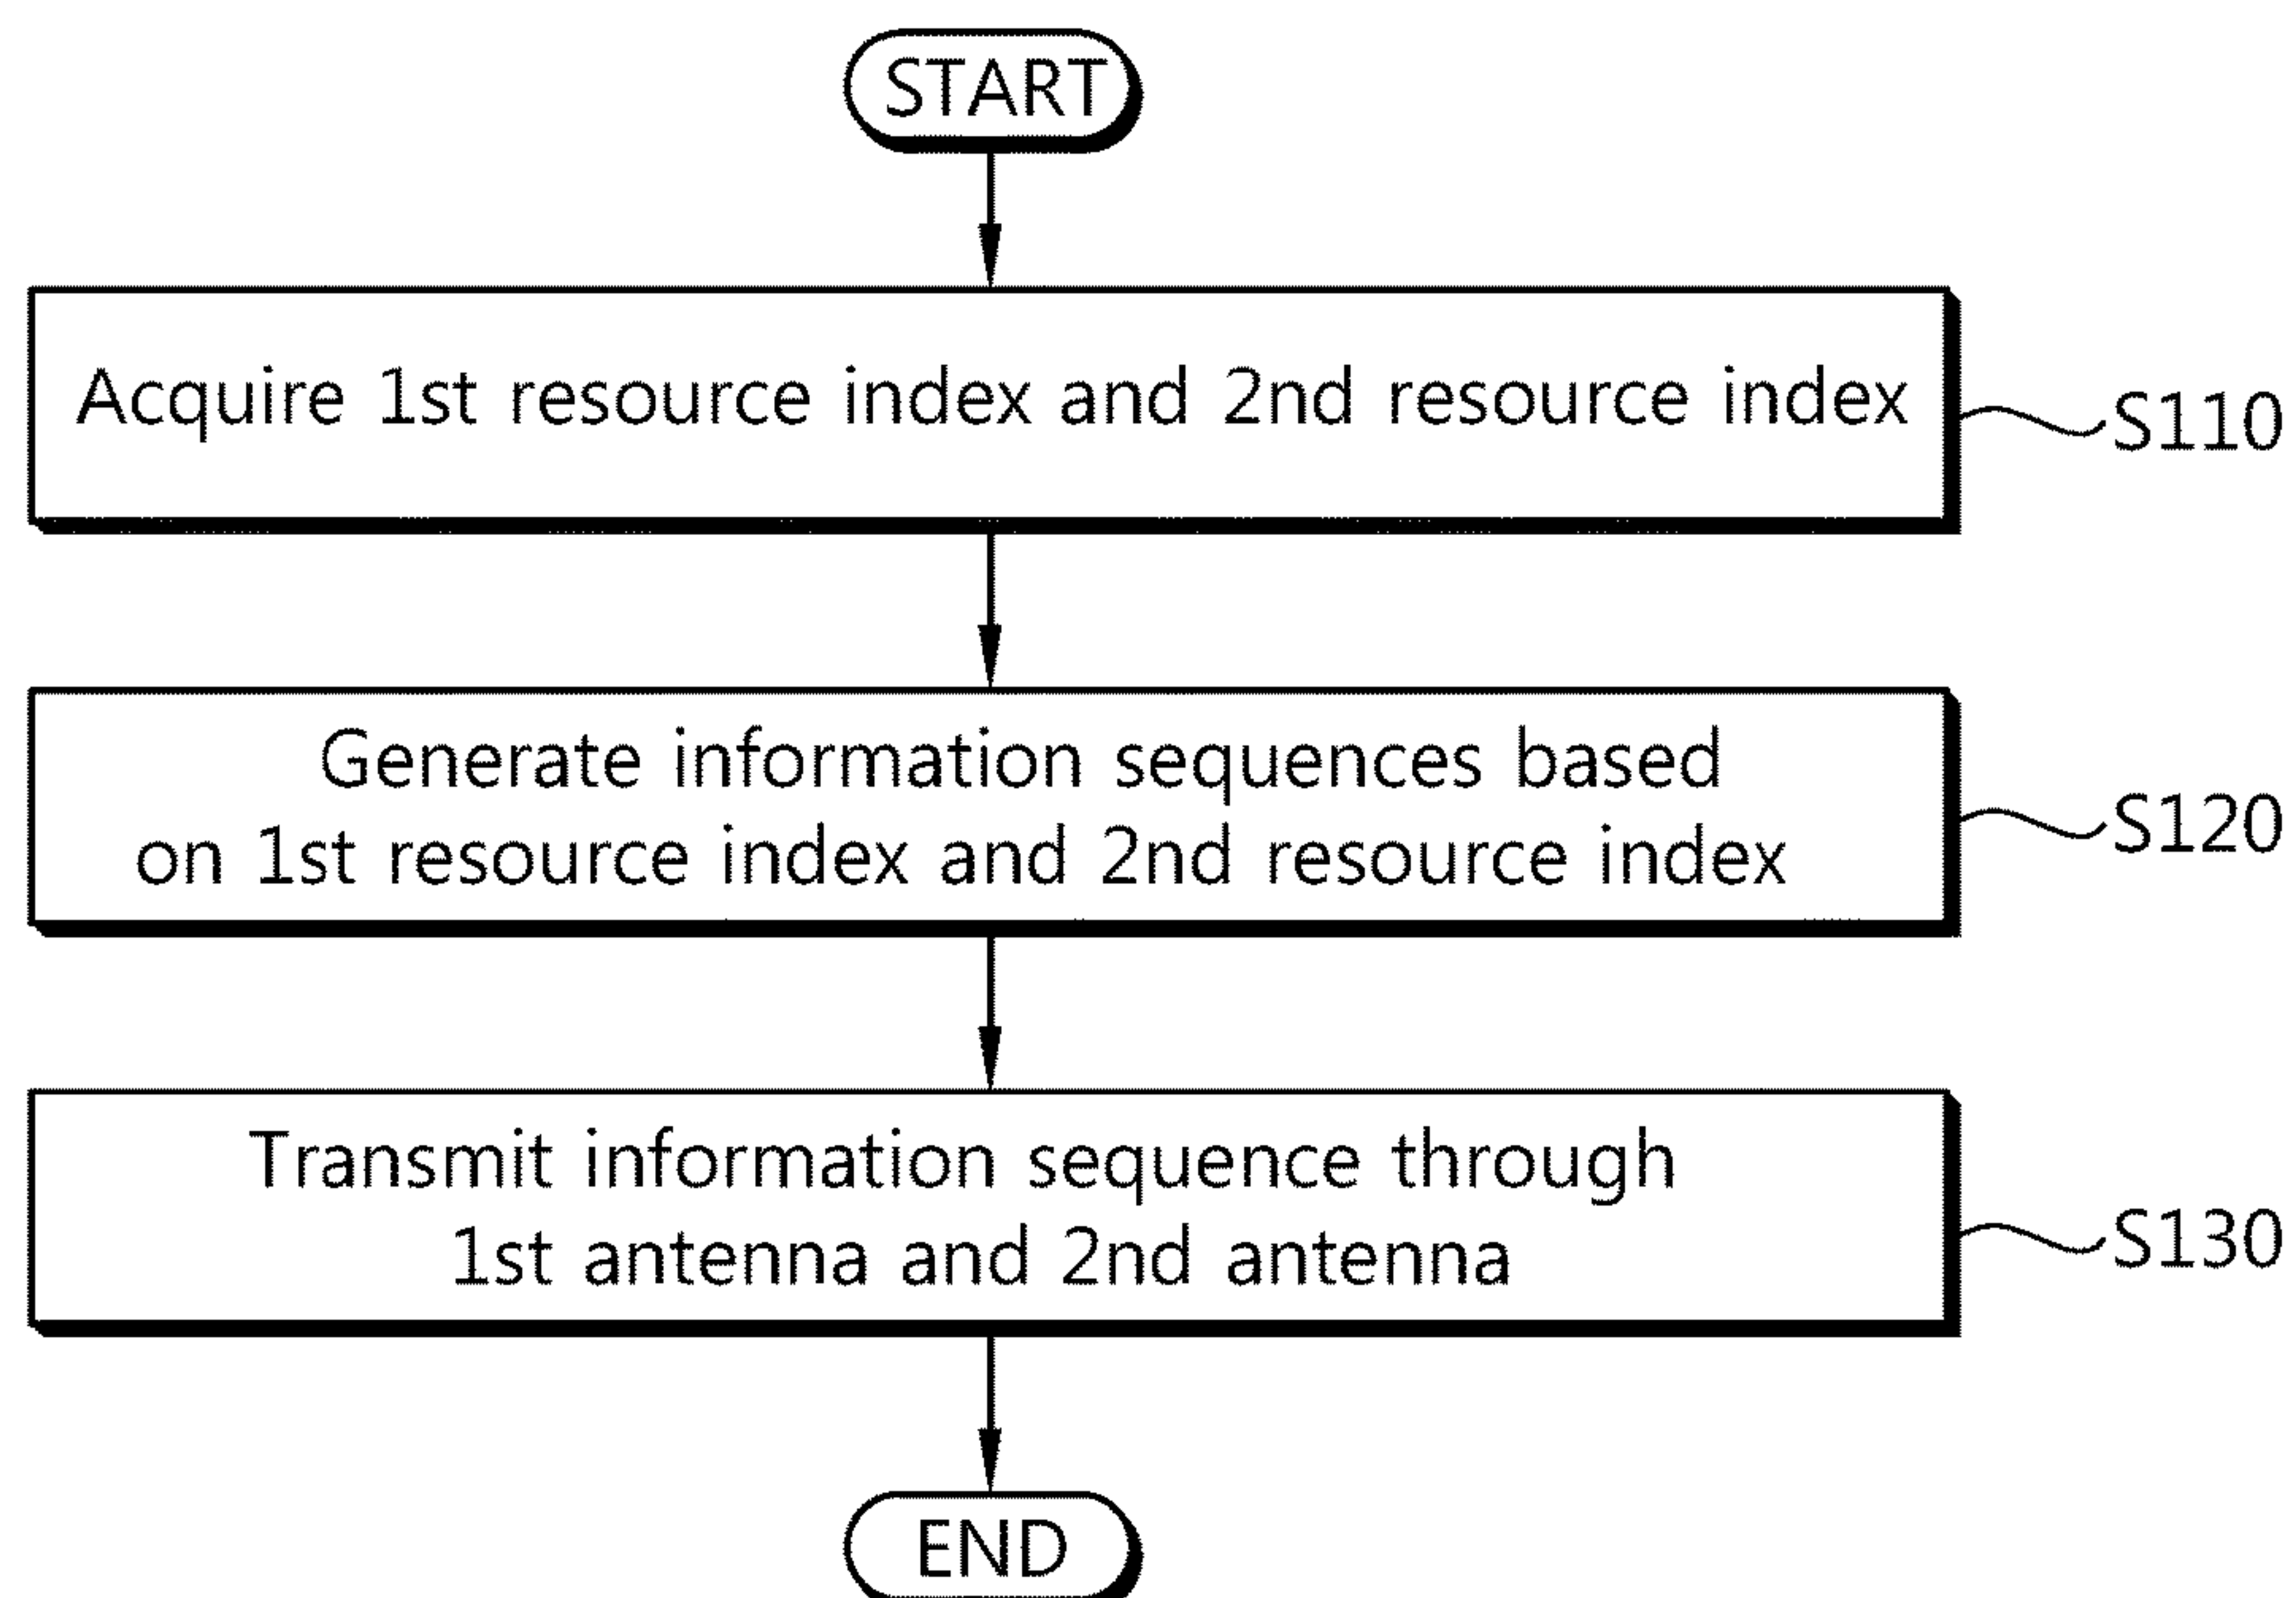 START
Acquire 1st resource index and 2nd resource index
S110
Generate information sequences based
on 1st resource index and 2nd resource index
S120
Transmit information sequence through
1st antenna and 2nd antenna
S130
END